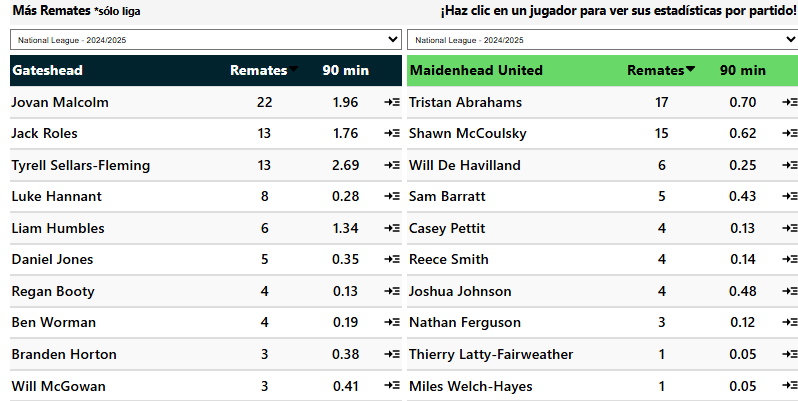 Más Remates *sólo liga ¡Haz clic en un jugador para ver sus estadísticas por partido!
National League - 2024/2025 National League - 2024/2025
Gateshead Remates 90 min Maidenhead United Remates 90 min
Jovan Malcolm 22 1.96 Tristan Abrahams 17 0.70
Jack Roles 13 1.76 Shawn McCoulsky 15 0.62
Tyrell Sellars-Fleming 13 2.69 Will De Havilland 6 0.25
Luke Hannant 8 0.28 Sam Barratt 5 0.43
Liam Humbles 6 1.34 Casey Pettit 4 0.13
Daniel Jones 5 0.35 Reece Smith 4 0.14
Regan Booty 4 0.13 Joshua Johnson 4 0.48
Ben Worman 4 0.19 Nathan Ferguson 3 0.12
Branden Horton 3 0.38 Thierry Latty-Fairweather 1 0.05
Will McGowan 3 0.41 Miles Welch-Hayes 1 0.05